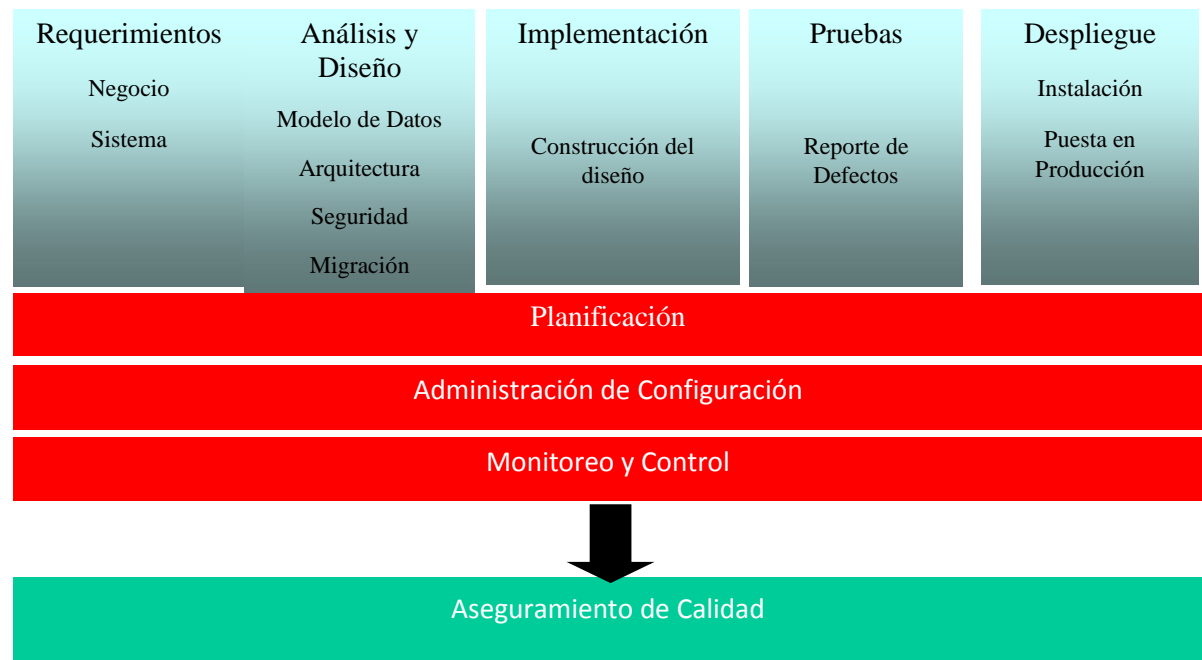 Requerimientos
Negocio
Sistema
Análisis y
Diseño
Modelo de Datos
Arquitectura
Seguridad
Migración
Implementación
Construcción del
diseño
Pruebas
Reporte de
Defectos
Despliegue
Instalación
Puesta en
Producción
Planificación
Administración de Configuración
Monitoreo y Control
Aseguramiento de Calidad